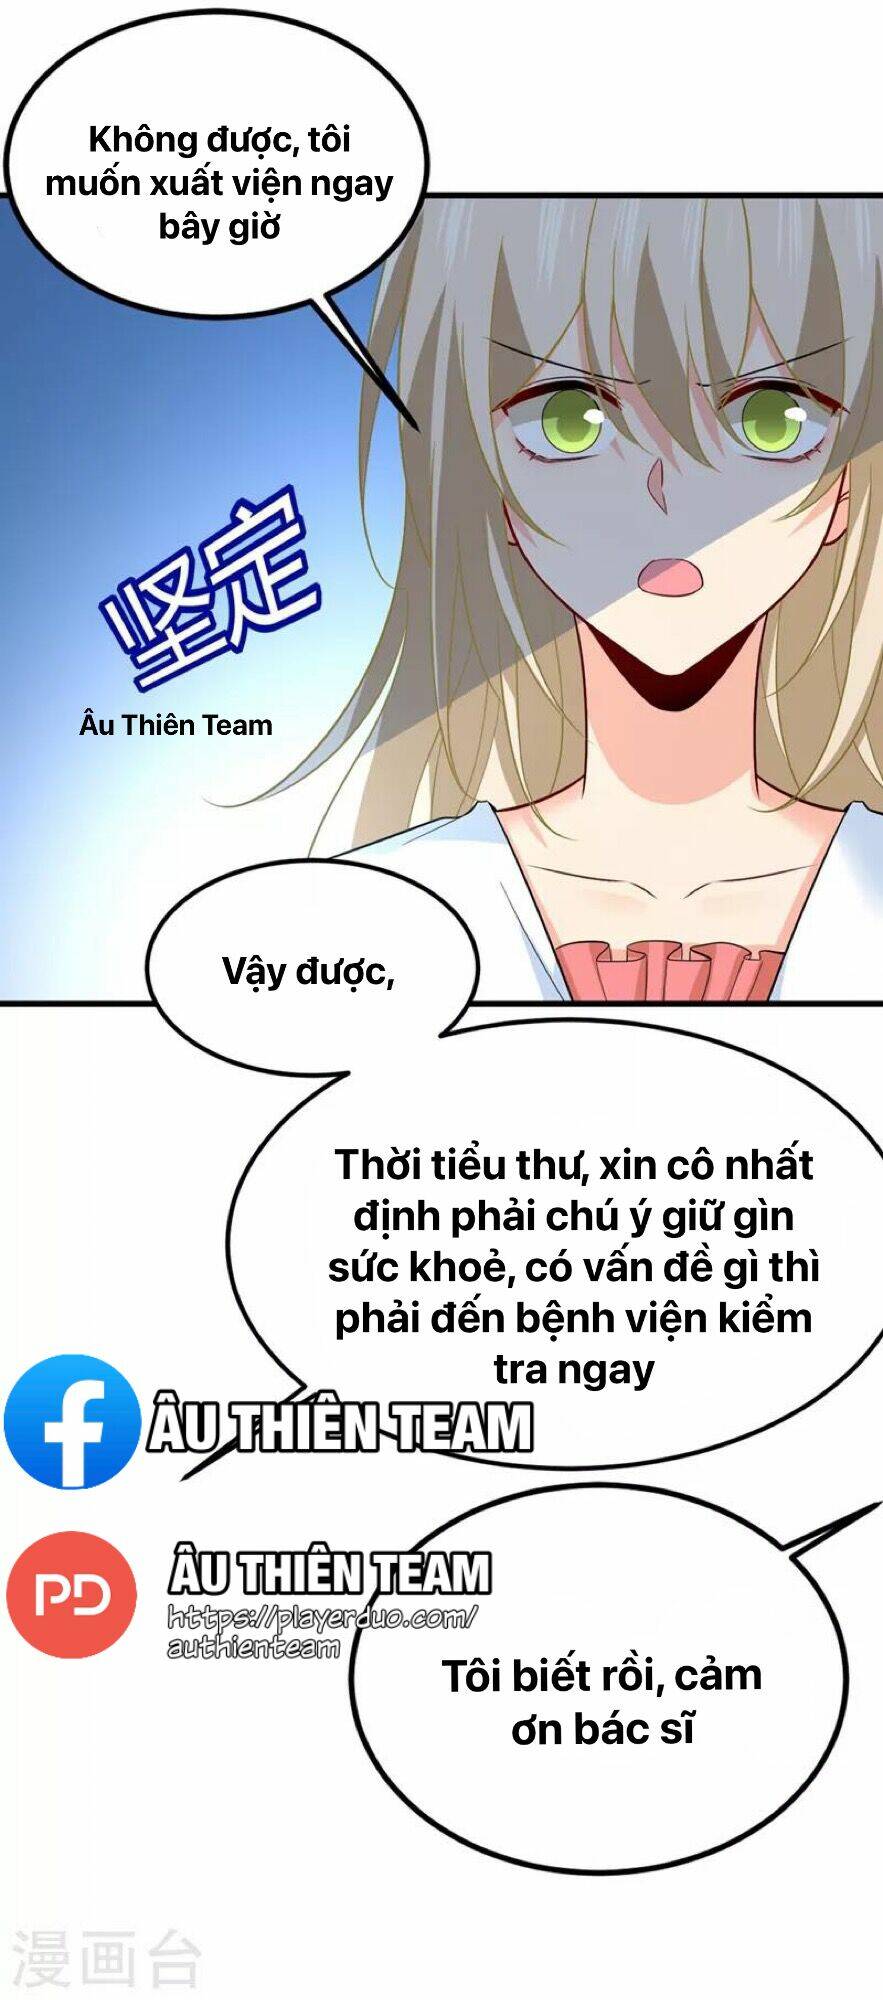 Không được, tôi
muốn xuất viện ngay
bây giờ
坚定
Âu Thiên Team
Vậy được,
Thời tiểu thư, xin cô nhất
định phải chú ý giữ gìn
sức khoẻ, có vấn đề gì thì
phải đến bệnh viện kiểm
tra ngay
f ÂU THIÊN TEAM
PD ÂU THIÊN TEAM
https://playerduo.com/
authienteam
Tôi biết rồi, cảm
ơn bác sĩ
漫画台